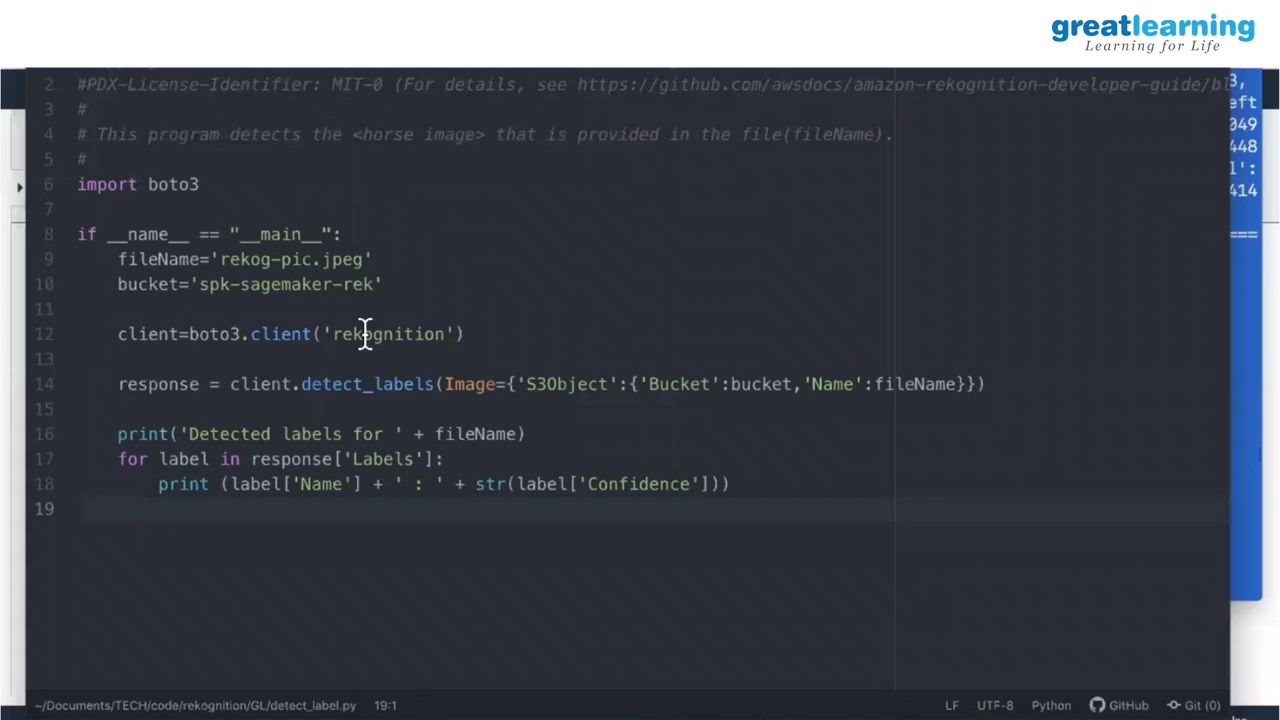 greatlearning
Learning for Life
2 #PDX-License-Identifier: MIT-0 (For details, see https://github.com/awsdocs/amazon-rekognition-developer-guide/bl
3 #
4 # This program detects the <horse image> that is provided in the file(fileName).
5 #
6 import boto3
7
8 if __name__ == "__main__":
9 fileName='rekog-pic.jpeg'
10 bucket='spk-sagemaker-rek'
11
12 client=boto3.client('rekognition')
13
14 response = client.detect_labels(Image={'S3Object':{'Bucket':bucket,'Name':fileName}})
15
16 print('Detected labels for ' + fileName)
17 for label in response['Labels']:
18 print (label['Name'] + ' : ' + str(label['Confidence']))
19
3,
eft
049
448
l':
414
===
~/Documents/TECH/code/rekognition/GL/detect_label.py 19:1 LF UTF-8 Python GitHub Git (0)